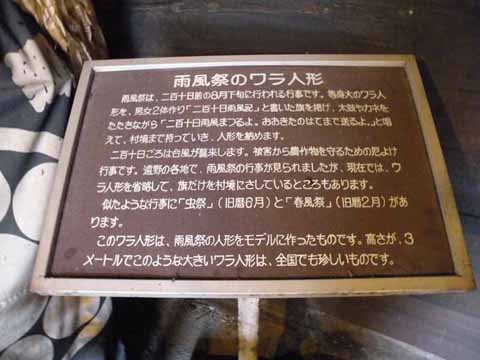 雨風祭のワラ人形
雨風祭は、二百十日前の8月下旬に行われる行事です。等身大のワラ人
形を、男女2体作り「二百十日雨風祭」と書いた旗を掲げ、太鼓やカネを
たたきながら「二百十日雨風まつるよ。おおきたのはてまで送るよ。」と唱
えて、村境まで持っていき、人形を納めます。
二百十日ごろは台風が襲来します。被害から農作物を守るための厄よけ
行事です。遠野の各地で、雨風祭の行事が見られましたが、現在では、ワ
ラ人形を省略して、旗だけを村境にさしているところもあります。
似たような行事に「虫祭」(旧暦6月)と「春風祭」(旧暦2月)があ
ります。
このワラ人形は、雨風祭の人形をモデルに作ったものです。高さが、3
メートルでこのような大きいワラ人形は、全国でも珍しいものです。